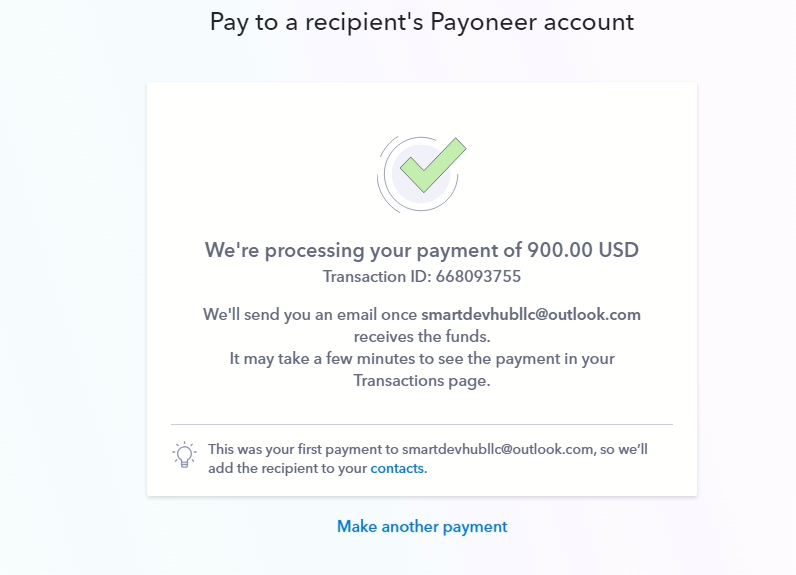 Pay to a recipient's Payoneer account
We're processing your payment of 900.00 USD
Transaction ID: 668093755
We'll send you an email once smartdevhubllc@outlook.com
receives the funds.
It may take a few minutes to see the payment in your
Transactions page.
This was your first payment to smartdevhubllc@outlook.com, so we’ll
add the recipient to your contacts.
Make another payment